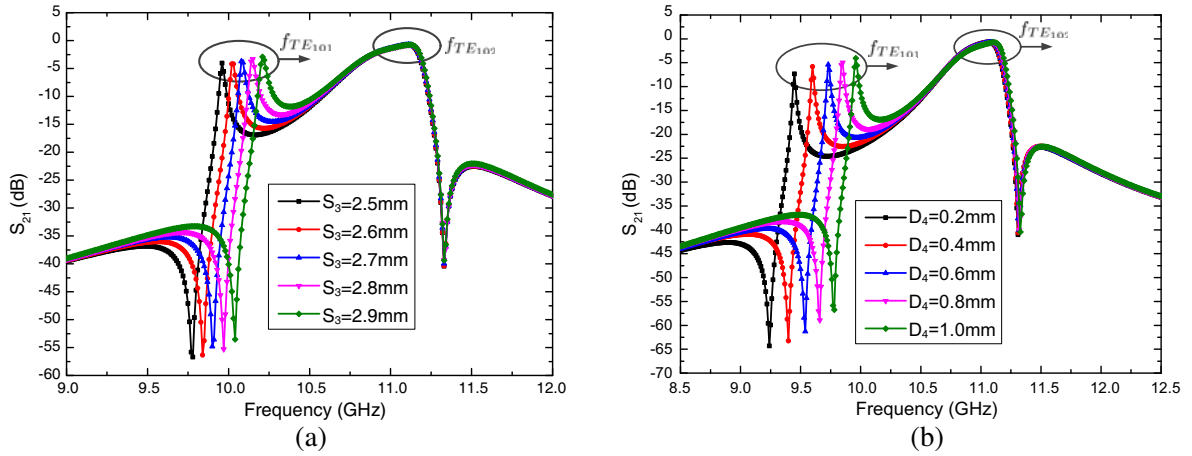 5
0
-5
-10
-15
-20
-25
-30
-35
-40
-45
-50
-55
-60
S21 (dB)
fTE101
fTE102
S3=2.5mm
S3=2.6mm
S3=2.7mm
S3=2.8mm
S3=2.9mm
9.0 9.5 10.0 10.5 11.0 11.5 12.0
Frequency (GHz)
(a)
5
0
-5
-10
-15
-20
-25
-30
-35
-40
-45
-50
-55
-60
-65
-70
S21 (dB)
fTE101
fTE102
D4=0.2mm
D4=0.4mm
D4=0.6mm
D4=0.8mm
D4=1.0mm
8.5 9.0 9.5 10.0 10.5 11.0 11.5 12.0 12.5
Frequency (GHz)
(b)